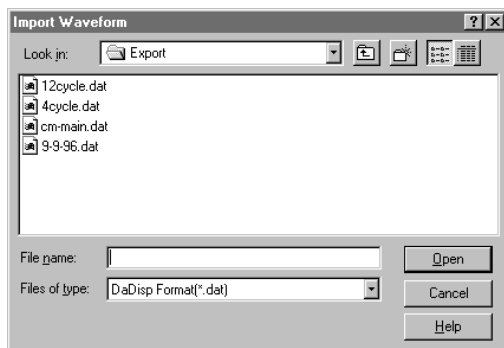 Import Waveform
Look in: Export
12cycle.dat
4cycle.dat
cm-main.dat
9-9-96.dat
File name: Open
Files of type: DaDisp Format(*.dat) Cancel
Help